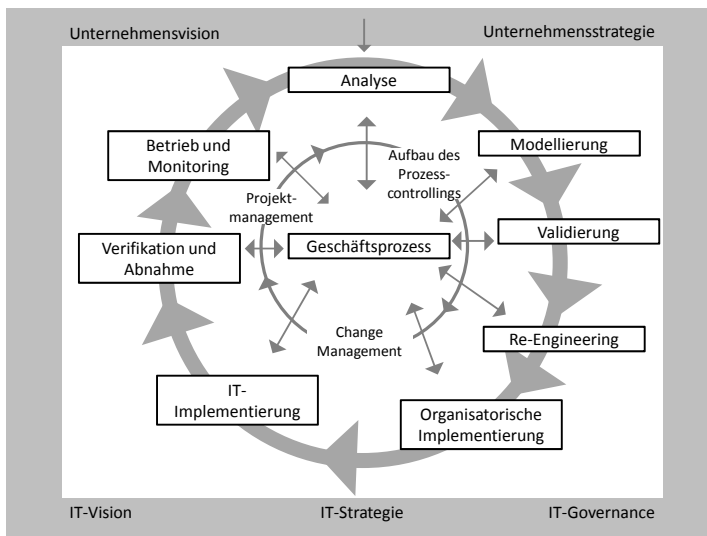 Unternehmensvision
Unternehmensstrategie
Analyse
Betrieb und
Monitoring
Modellierung
Aufbau des
Prozess-
controllings
Projekt-
management
Verifikation und
Abnahme
Geschäftsprozess
Validierung
Change
Management
Re-Engineering
IT-
Implementierung
Organisatorische
Implementierung
IT-Vision
IT-Strategie
IT-Governance